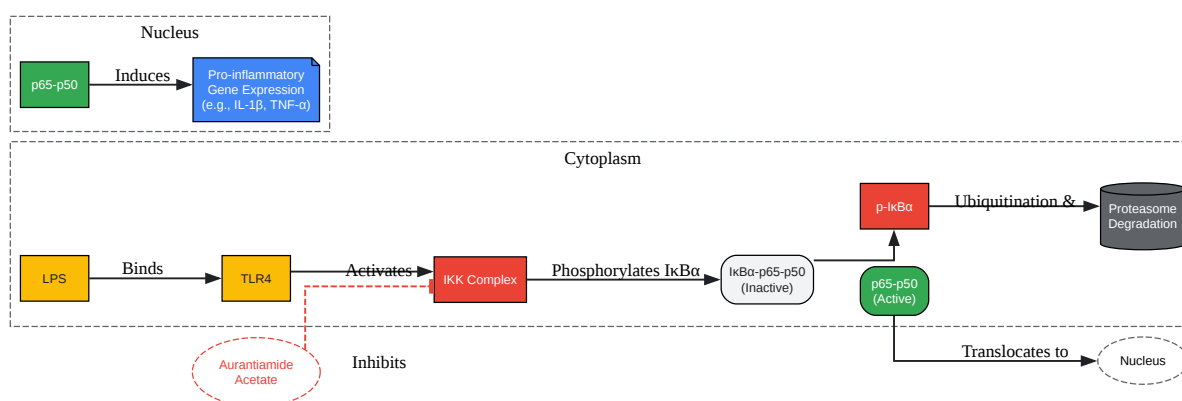 Nucleus
p65-p50
Induces
Pro-inflammatory
Gene Expression
(e.g., IL-1β, TNF-α)
Cytoplasm
LPS
Binds
TLR4
Activates
IKK Complex
Phosphorylates IκBα
IκBα-p65-p50
(Inactive)
p-IκBα
Ubiquitination &
Proteasome
Degradation
p65-p50
(Active)
Aurantiamide
Acetate
Inhibits
Translocates to
Nucleus